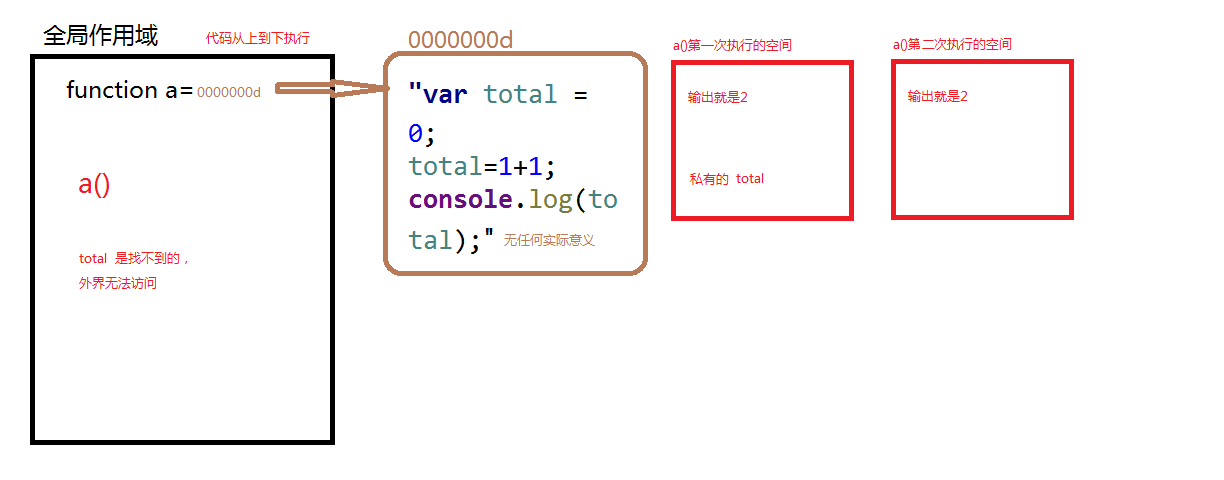 全局作用域
代码从上到下执行
function a=0000000d
a()
total 是找不到的，
外界无法访问
0000000d
"var total =
0;
total=1+1;
console.log(to
tal);" 无任何实际意义
a()第一次执行的空间
输出就是2
私有的 total
a()第二次执行的空间
输出就是2